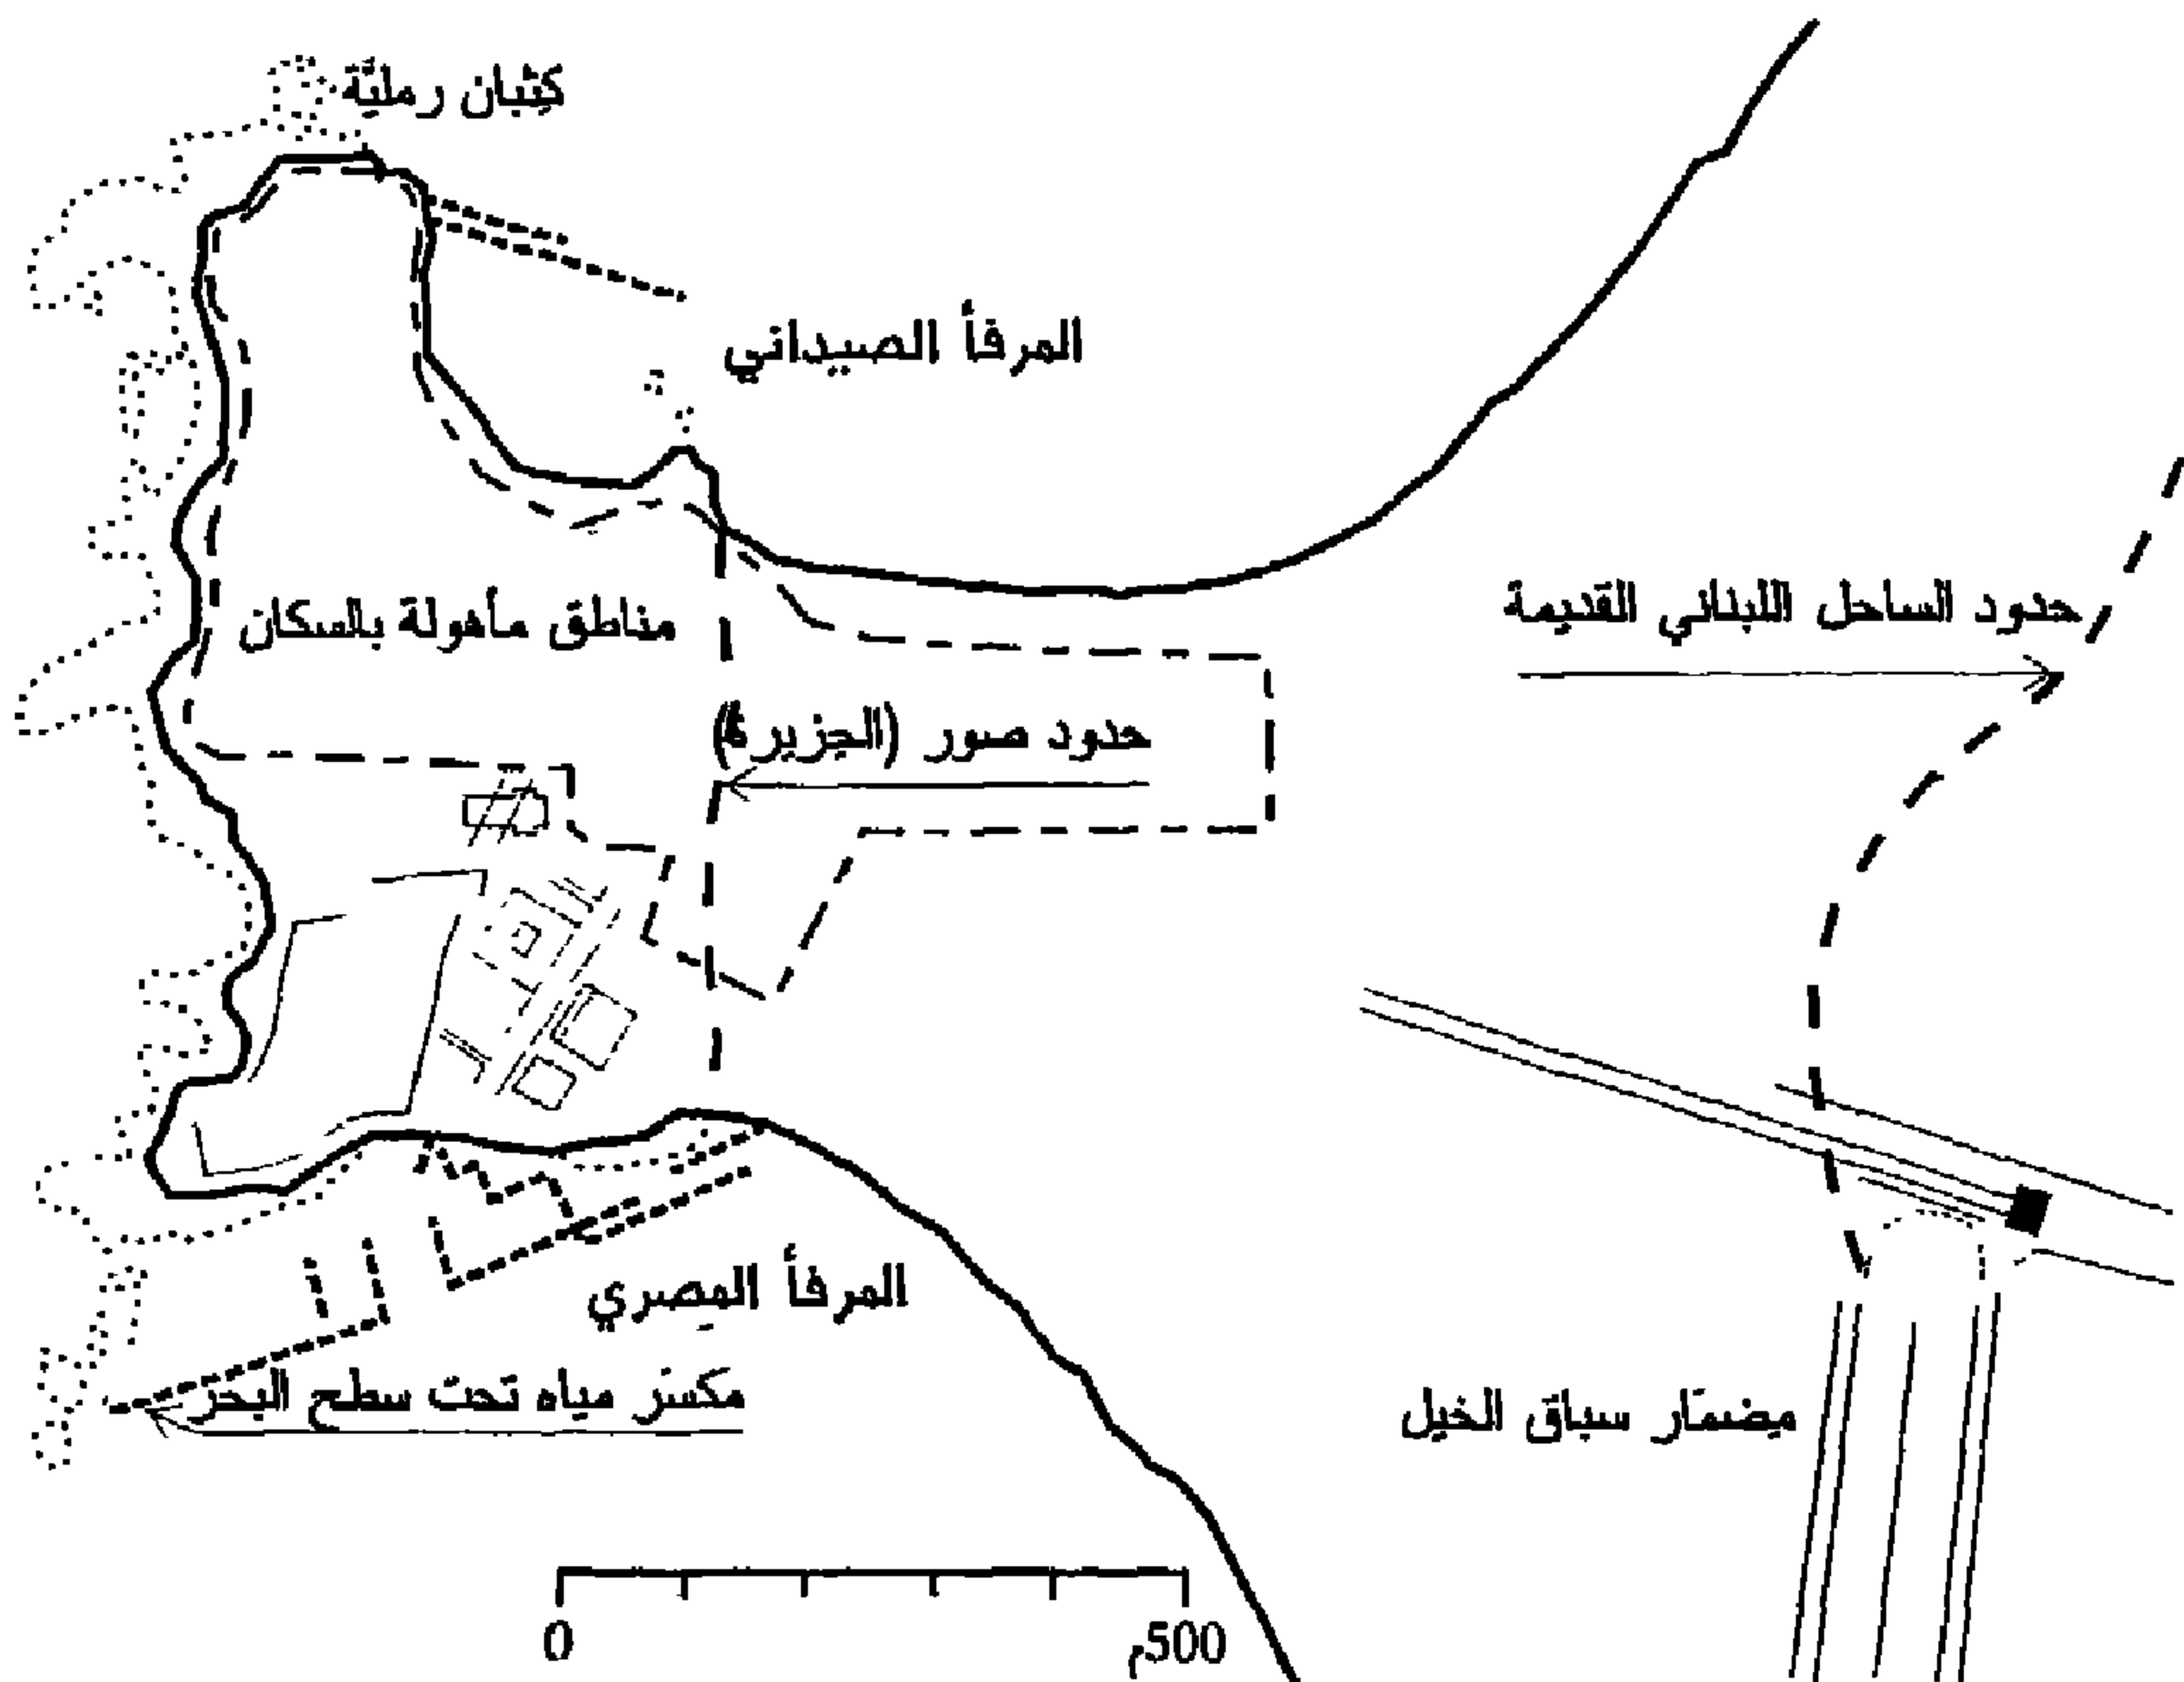 كثبان رملية
المرفأ الصيداني
حدود الساحل اللبناني القديمة
مناطق مأهولة بالسكان
حدود صور (الجزيرة)
المرفأ المصري
مكسر مياه تحت سطح البحر
مضمار سباق الخيل
0
500م